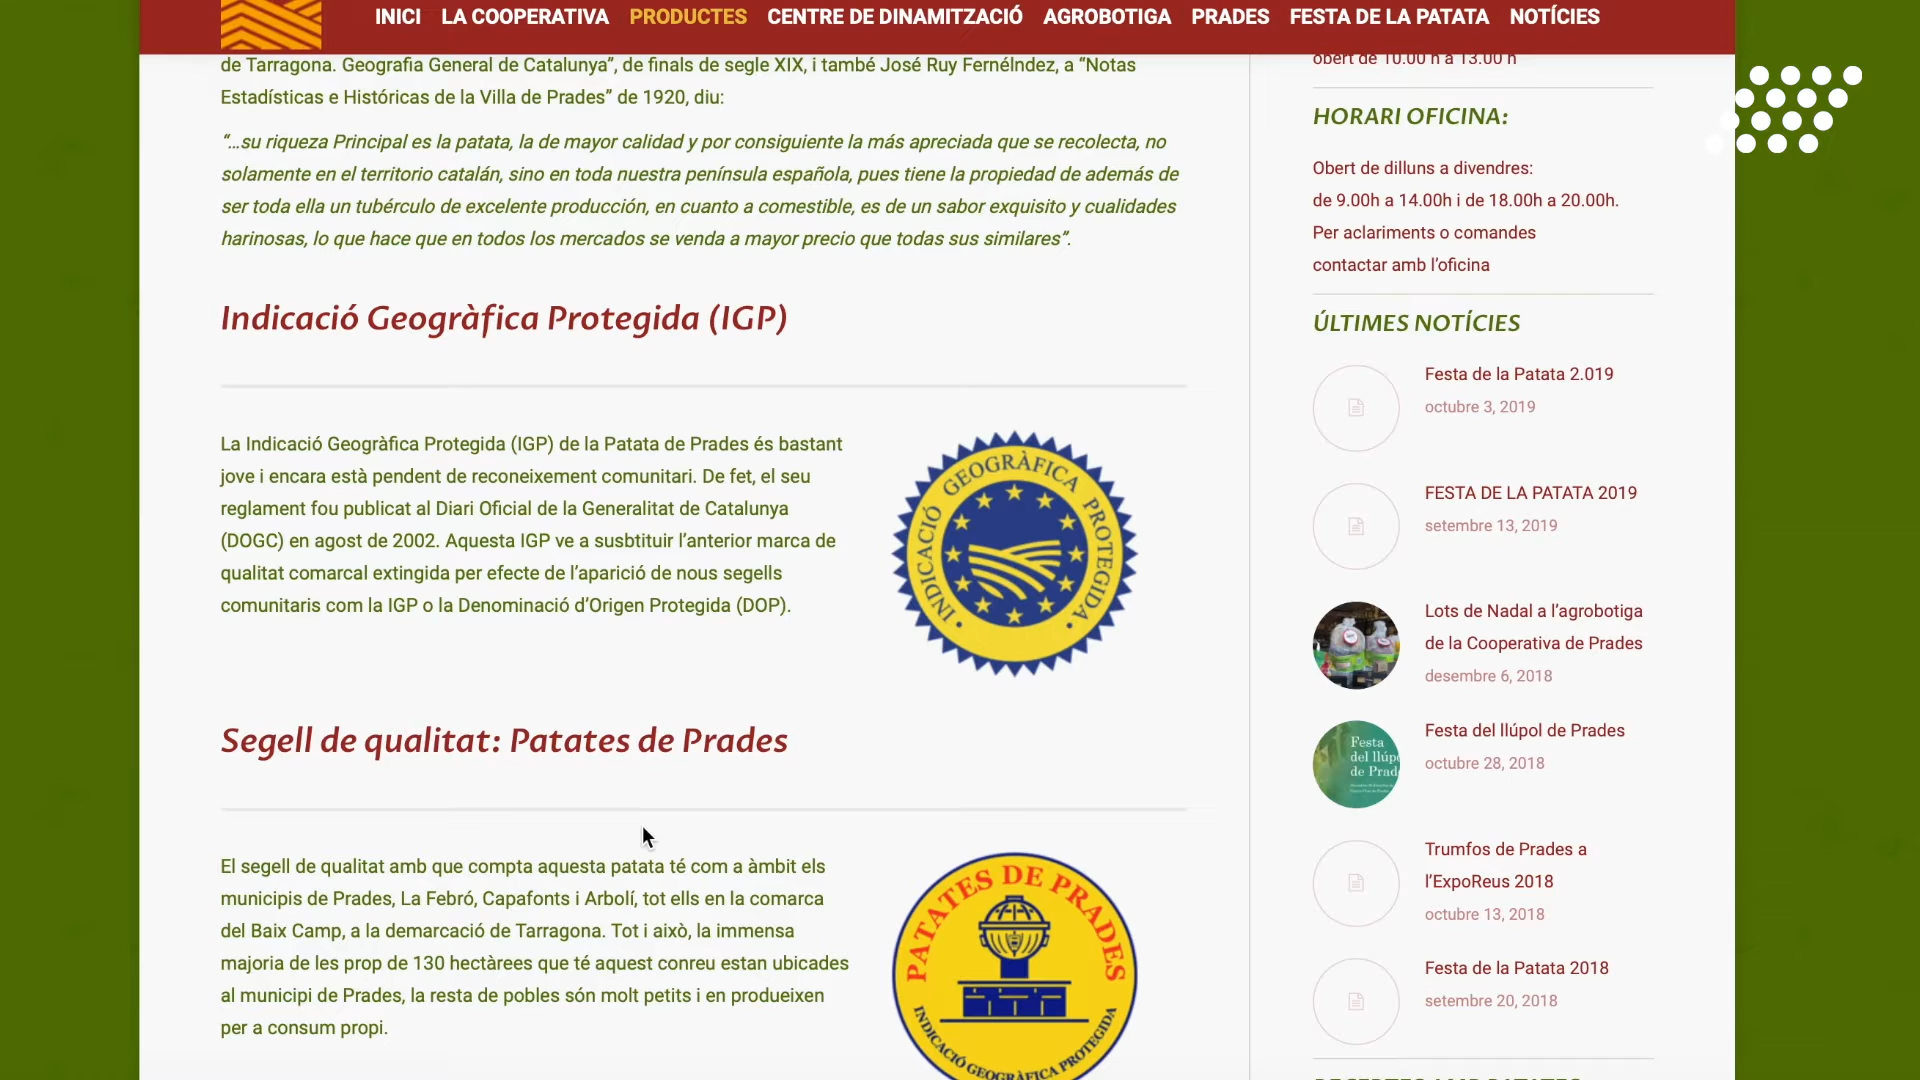 INICI LA COOPERATIVA PRODUCTES CENTRE DE DINAMITZACIÓ AGROBOTIGA PRADES FESTA DE LA PATATA NOTÍCIES
de Tarragona. Geografia General de Catalunya”, de finals de segle XIX, i també José Ruy Fernélndez, a “Notas
Estadísticas e Históricas de la Villa de Prades” de 1920, diu:
“…su riqueza Principal es la patata, la de mayor calidad y por consiguiente la más apreciada que se recolecta, no
solamente en el territorio catalán, sino en toda nuestra península española, pues tiene la propiedad de además de
ser toda ella un tubérculo de excelente producción, en cuanto a comestible, es de un sabor exquisito y cualidades
harinosas, lo que hace que en todos los mercados se venda a mayor precio que todas sus similares”.
Indicació Geogràfica Protegida (IGP)
La Indicació Geogràfica Protegida (IGP) de la Patata de Prades és bastant
jove i encara està pendent de reconeixement comunitari. De fet, el seu
reglament fou publicat al Diari Oficial de la Generalitat de Catalunya
(DOGC) en agost de 2002. Aquesta IGP ve a susbtituir l’anterior marca de
qualitat comarcal extingida per efecte de l’aparició de nous segells
comunitaris com la IGP o la Denominació d’Origen Protegida (DOP).
INDICACIÓ GEOGRÀFICA PROTEGIDA
Segell de qualitat: Patates de Prades
El segell de qualitat amb que compta aquesta patata té com a àmbit els
municipis de Prades, La Febró, Capafonts i Arbolí, tot ells en la comarca
del Baix Camp, a la demarcació de Tarragona. Tot i això, la immensa
majoria de les prop de 130 hectàrees que té aquest conreu estan ubicades
al municipi de Prades, la resta de pobles són molt petits i en produeixen
per a consum propi.
PATATES DE PRADES
INDICACIÓ GEOGRÀFICA PROTEGIDA
obert de 10.00 h a 13.00 h
HORARI OFICINA:
Obert de dilluns a divendres:
de 9.00h a 14.00h i de 18.00h a 20.00h.
Per aclariments o comandes
contactar amb l’oficina
ÚLTIMES NOTÍCIES
Festa de la Patata 2.019
octubre 3, 2019
FESTA DE LA PATATA 2019
setembre 13, 2019
Lots de Nadal a l’agrobotiga
de la Cooperativa de Prades
desembre 6, 2018
Festa
del llúp
de Prad
Festa del llúpol de Prades
octubre 28, 2018
Trumfos de Prades a
l’ExpoReus 2018
octubre 13, 2018
Festa de la Patata 2018
setembre 20, 2018